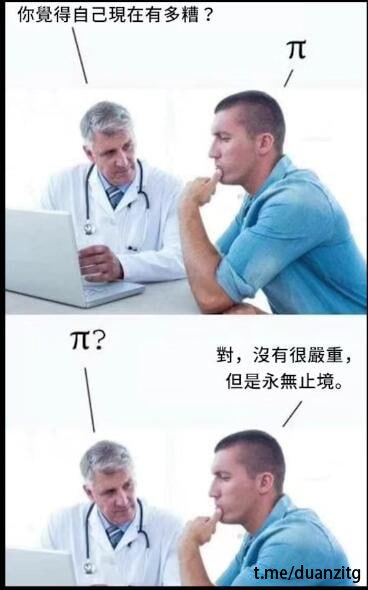 你覺得自己現在有多糟？
π
π?
對，沒有很嚴重，
但是永無止境。
t.me/duanzitg